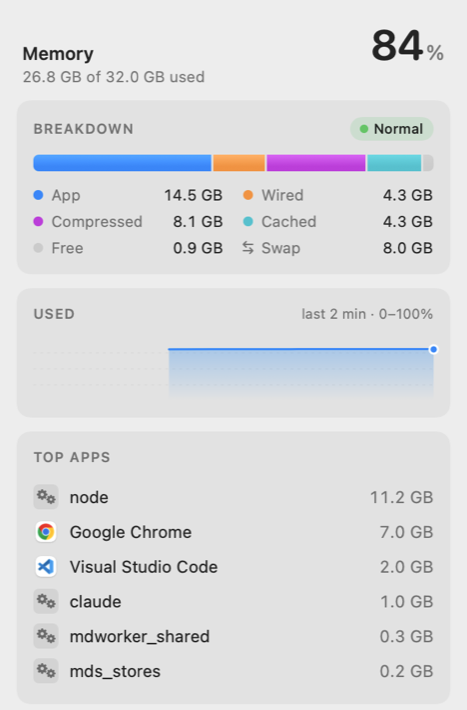 Memory 84%
26.8 GB of 32.0 GB used
BREAKDOWN Normal
App 14.5 GB Wired 4.3 GB
Compressed 8.1 GB Cached 4.3 GB
Free 0.9 GB Swap 8.0 GB
USED last 2 min · 0–100%
TOP APPS
node 11.2 GB
Google Chrome 7.0 GB
Visual Studio Code 2.0 GB
claude 1.0 GB
mdworker_shared 0.3 GB
mds_stores 0.2 GB